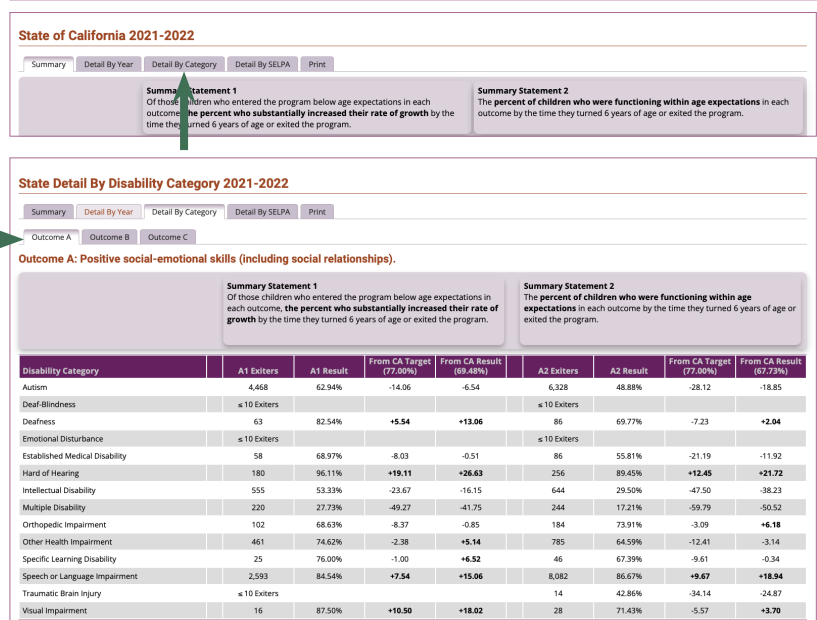 State of California 2021-2022
Summary Detail By Year Detail By Category Detail By SELPA Print
Summary Statement 1
Of those children who entered the program below age expectations in each
outcome, the percent who substantially increased their rate of growth by the
time they turned 6 years of age or exited the program.
Summary Statement 2
The percent of children who were functioning within age expectations in each
outcome by the time they turned 6 years of age or exited the program.
State Detail By Disability Category 2021-2022
Summary Detail By Year Detail By Category Detail By SELPA Print
Outcome A Outcome B Outcome C
Outcome A: Positive social-emotional skills (including social relationships).
Summary Statement 1
Of those children who entered the program below age expectations in
each outcome, the percent who substantially increased their rate of
growth by the time they turned 6 years of age or exited the program.
Summary Statement 2
The percent of children who were functioning within age
expectations in each outcome by the time they turned 6 years of age or
exited the program.
Disability Category A1 Exiters A1 Result From CA Target (77.00%) From CA Result (69.48%) A2 Exiters A2 Result From CA Target (77.00%) From CA Result (67.73%)
Autism 4,468 62.94% -14.06 -6.54 6,328 48.88% -28.12 -18.85
Deaf-Blindness ≤ 10 Exiters ≤ 10 Exiters
Deafness 63 82.54% +5.54 +13.06 86 69.77% -7.23 +2.04
Emotional Disturbance ≤ 10 Exiters ≤ 10 Exiters
Established Medical Disability 58 68.97% -8.03 -0.51 86 55.81% -21.19 -11.92
Hard of Hearing 180 96.11% +19.11 +26.63 256 89.45% +12.45 +21.72
Intellectual Disability 555 53.33% -23.67 -16.15 644 29.50% -47.50 -38.23
Multiple Disability 220 27.73% -49.27 -41.75 244 17.21% -59.79 -50.52
Orthopedic Impairment 102 68.63% -8.37 -0.85 184 73.91% -3.09 +6.18
Other Health Impairment 461 74.62% -2.38 +5.14 785 64.59% -12.41 -3.14
Specific Learning Disability 25 76.00% -1.00 +6.52 46 67.39% -9.61 -0.34
Speech or Language Impairment 2,593 84.54% +7.54 +15.06 8,082 86.67% +9.67 +18.94
Traumatic Brain Injury ≤ 10 Exiters 14 42.86% -34.14 -24.87
Visual Impairment 16 87.50% +10.50 +18.02 28 71.43% -5.57 +3.70